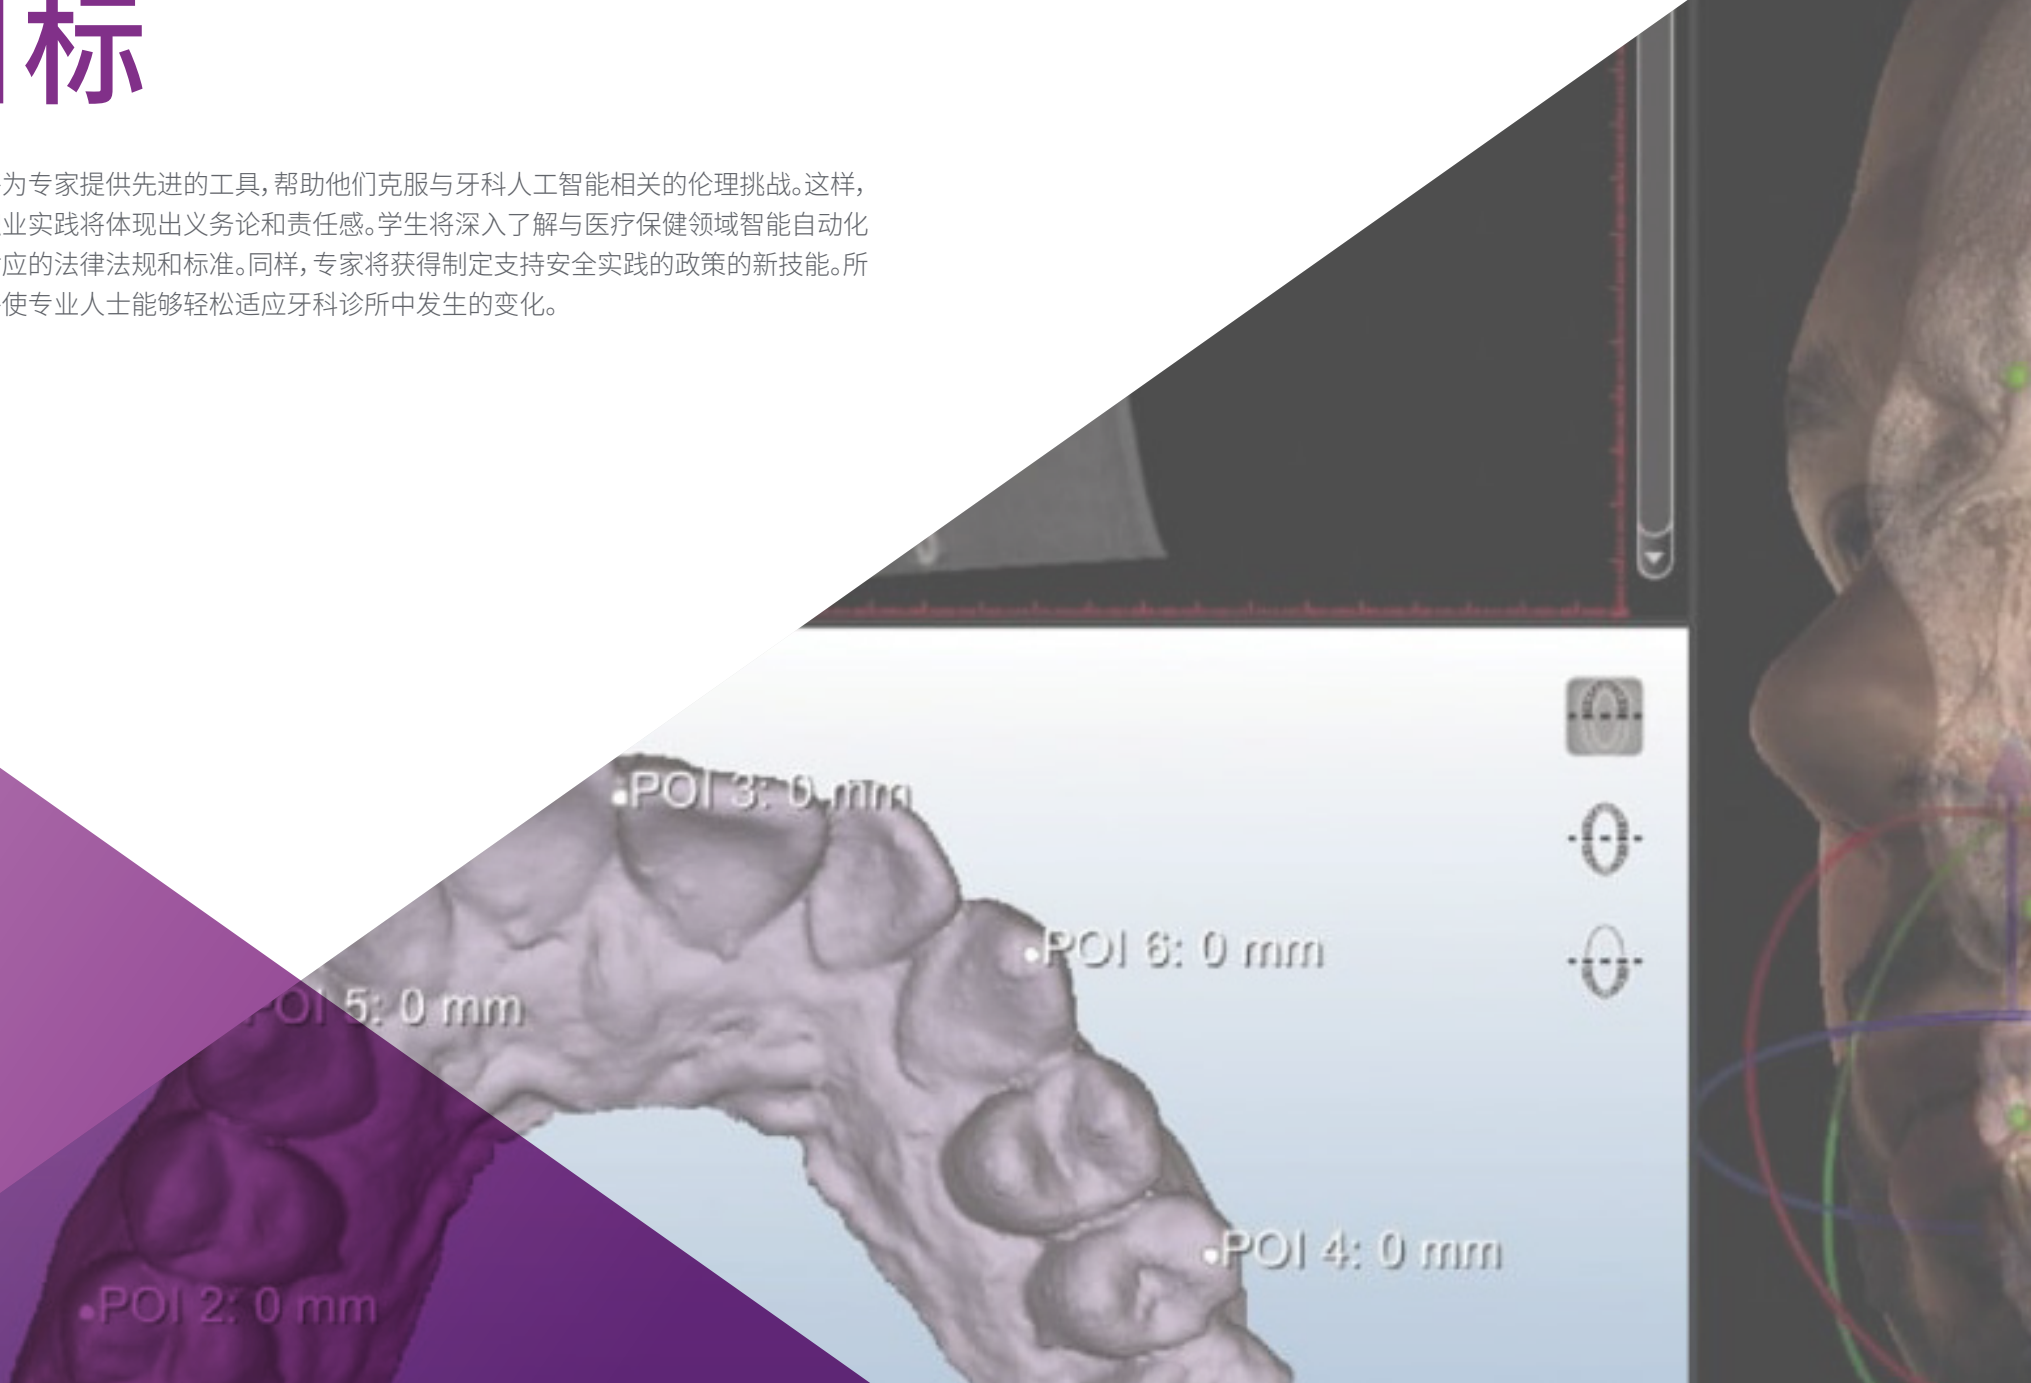 标
为专家提供先进的工具，帮助他们克服与牙科人工智能相关的伦理挑战。这样，
业实践将体现出义务论和责任感。学生将深入了解与医疗保健领域智能自动化
应的法律法规和标准。同样，专家将获得制定支持安全实践的政策的新技能。所
使专业人士能够轻松适应牙科诊所中发生的变化。
POI 3: 0 mm
POI 6: 0 mm
POI 5: 0 mm
POI 4: 0 mm
POI 2: 0 mm